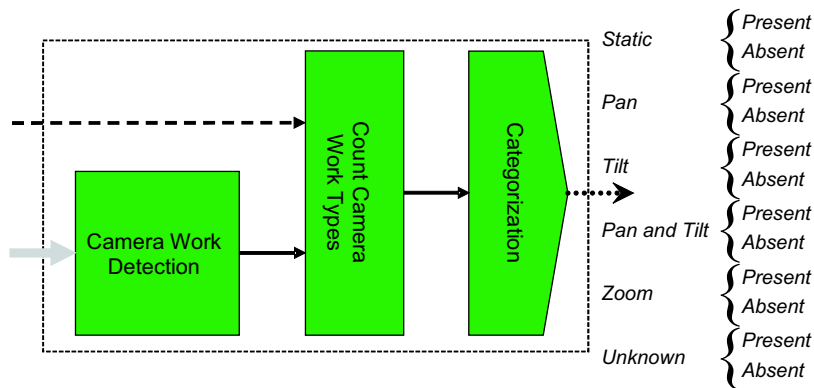 Camera Work
Detection
Count Camera
Work Types
Categorization
Static
Present
Absent
Pan
Present
Absent
Tilt
Present
Absent
Pan and Tilt
Present
Absent
Zoom
Present
Absent
Unknown
Present
Absent